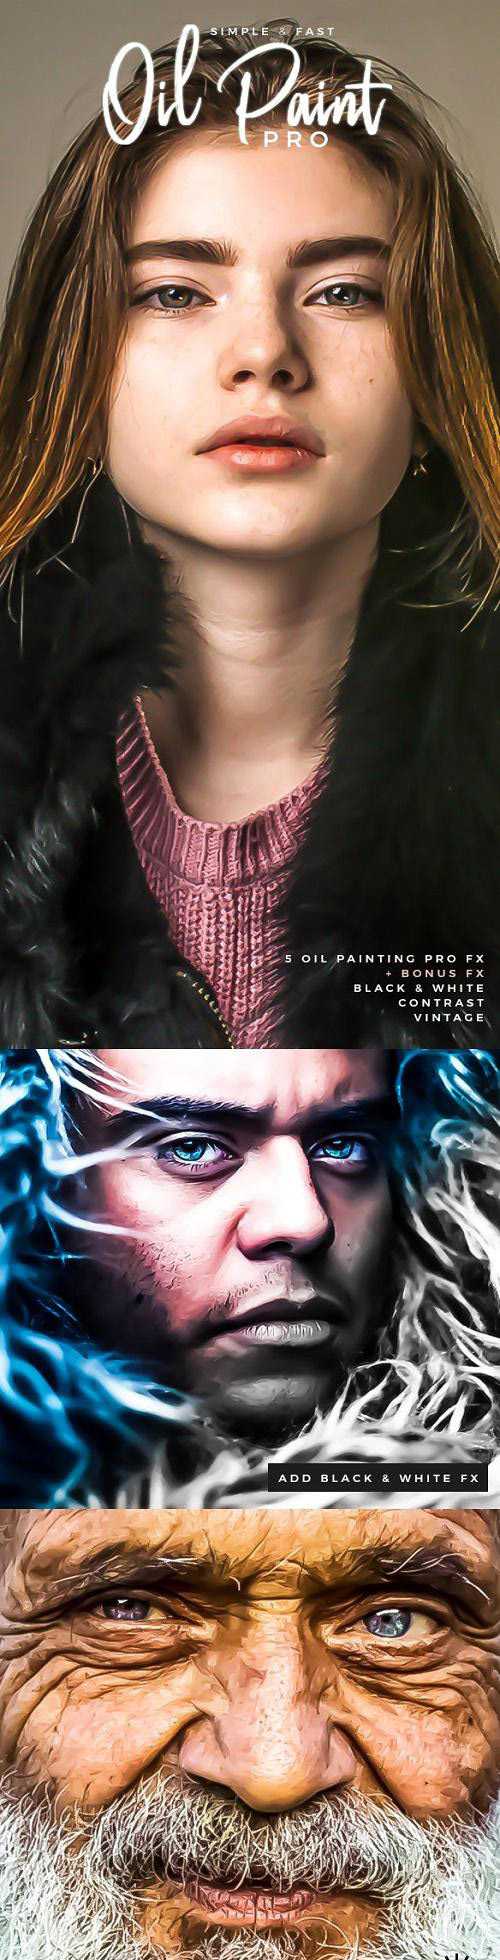 SIMPLE & FAST
Oil Paint
PRO
5 OIL PAINTING PRO FX
+ BONUS FX
BLACK & WHITE
CONTRAST
VINTAGE
ADD BLACK & WHITE FX